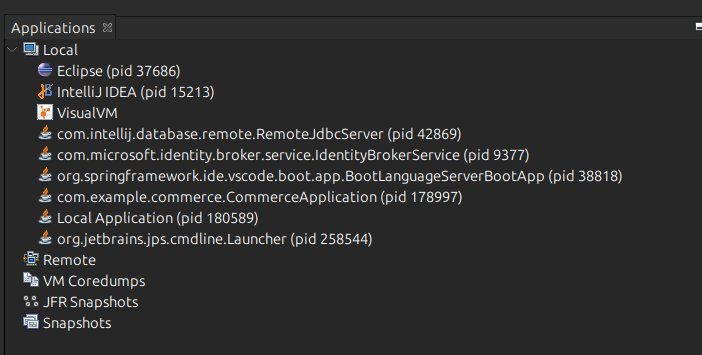 Applications
Local
Eclipse (pid 37686)
IntelliJ IDEA (pid 15213)
VisualVM
com.intellij.database.remote.RemoteJdbcServer (pid 42869)
com.microsoft.identity.broker.service.IdentityBrokerService (pid 9377)
org.springframework.ide.vscode.boot.app.BootLanguageServerBootApp (pid 38818)
com.example.commerce.CommerceApplication (pid 178997)
Local Application (pid 180589)
org.jetbrains.jps.cmdline.Launcher (pid 258544)
Remote
VM Coredumps
JFR Snapshots
Snapshots